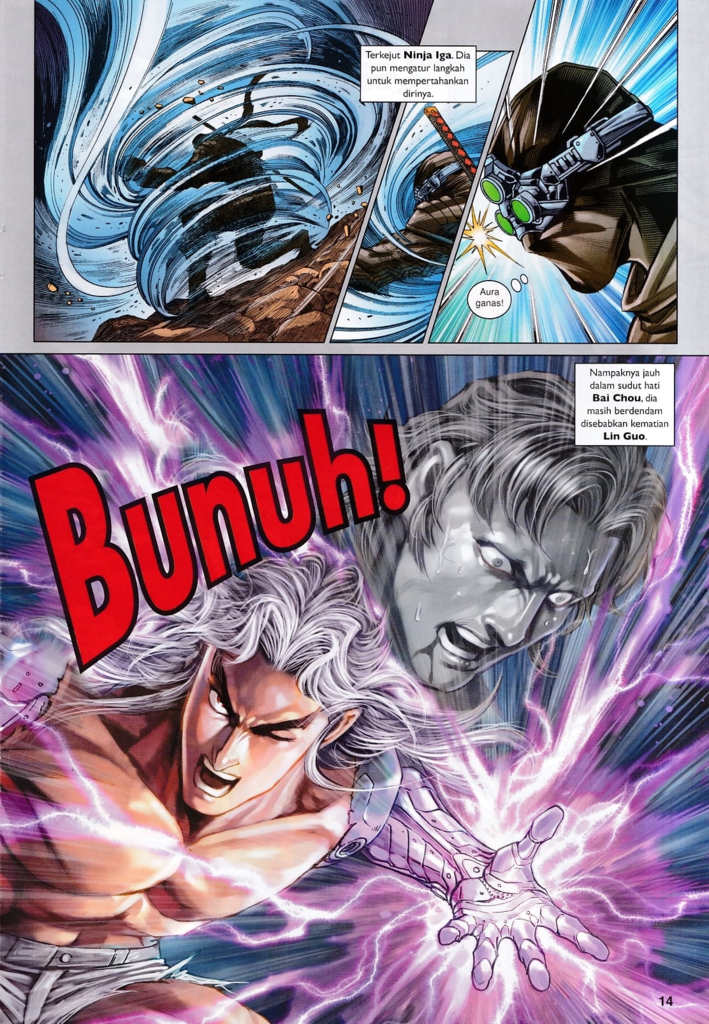 Terkejut Ninja Iga. Dia
pun mengatur langkah
untuk mempertahankan
dirinya.
Aura
ganas!
Nampaknya jauh
dalam sudut hati
Bai Chou, dia
masih berdendam
disebabkan kematian
Lin Guo.
Bunuh!
14